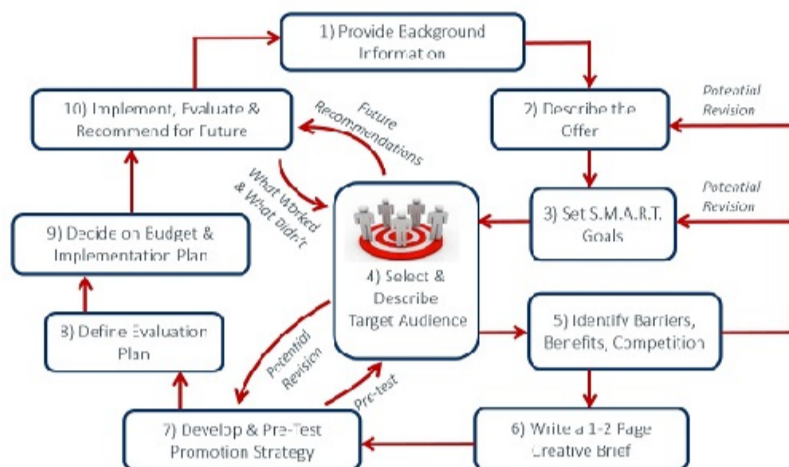 1) Provide Background
Information
2) Describe the
Offer
Potential
Revision
3) Set S.M.A.R.T.
Goals
Potential
Revision
4) Select &
Describe
Target Audience
5) Identify Barriers,
Benefits, Competition
6) Write a 1-2 Page
Creative Brief
7) Develop & Pre-Test
Promotion Strategy
Potential
Revision
Pre-test
8) Define Evaluation
Plan
9) Decide on Budget &
Implementation Plan
10) Implement, Evaluate &
Recommend for Future
Future
Recommendations
What Worked
& What Didn't